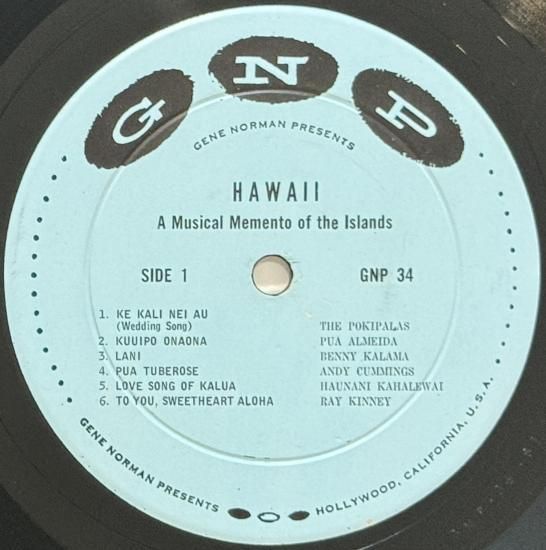 GNP
GENE NORMAN PRESENTS
HAWAII
A Musical Memento of the Islands
SIDE 1
GNP 34
1. KE KALI NEI AU
(Wedding Song) THE POKIPALAS
2. KUUIPO ONAONA PUA ALMEIDA
3. LANI BENNY KALAMA
4. PUA TUBEROSE ANDY CUMMINGS
5. LOVE SONG OF KALUA HAUNANI KAHALEWAI
6. TO YOU, SWEETHEART ALOHA RAY KINNEY
GENE NORMAN PRESENTS
HOLLYWOOD, CALIFORNIA, U.S.A.